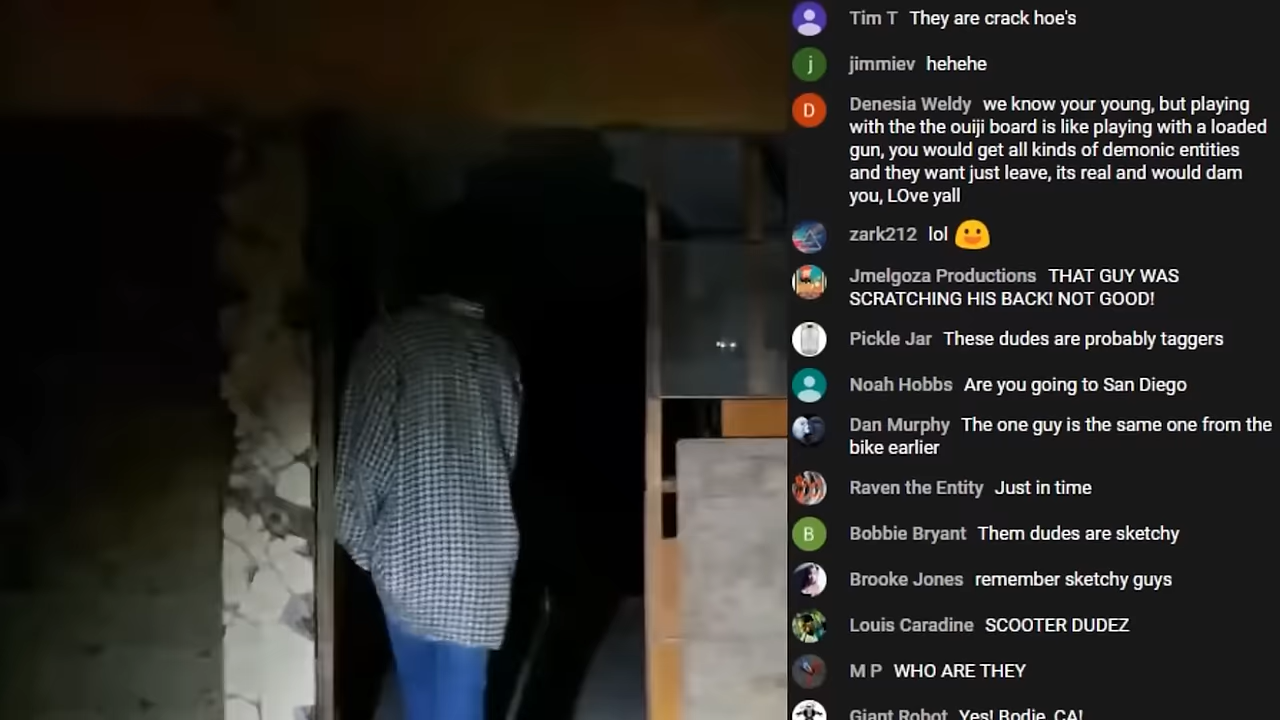 Tim T They are crack hoe's
jimmiev hehehe
Denesia Weldy we know your young, but playing
with the the ouiji board is like playing with a loaded
gun, you would get all kinds of demonic entities
and they want just leave, its real and would dam
you, LOve yall
zark212 lol
Jmelgoza Productions THAT GUY WAS
SCRATCHING HIS BACK! NOT GOOD!
Pickle Jar These dudes are probably taggers
Noah Hobbs Are you going to San Diego
Dan Murphy The one guy is the same one from the
bike earlier
Raven the Entity Just in time
Bobbie Bryant Them dudes are sketchy
Brooke Jones remember sketchy guys
Louis Caradine SCOOTER DUDEZ
M P WHO ARE THEY
Giant Robot Yes! Bodie, CA!